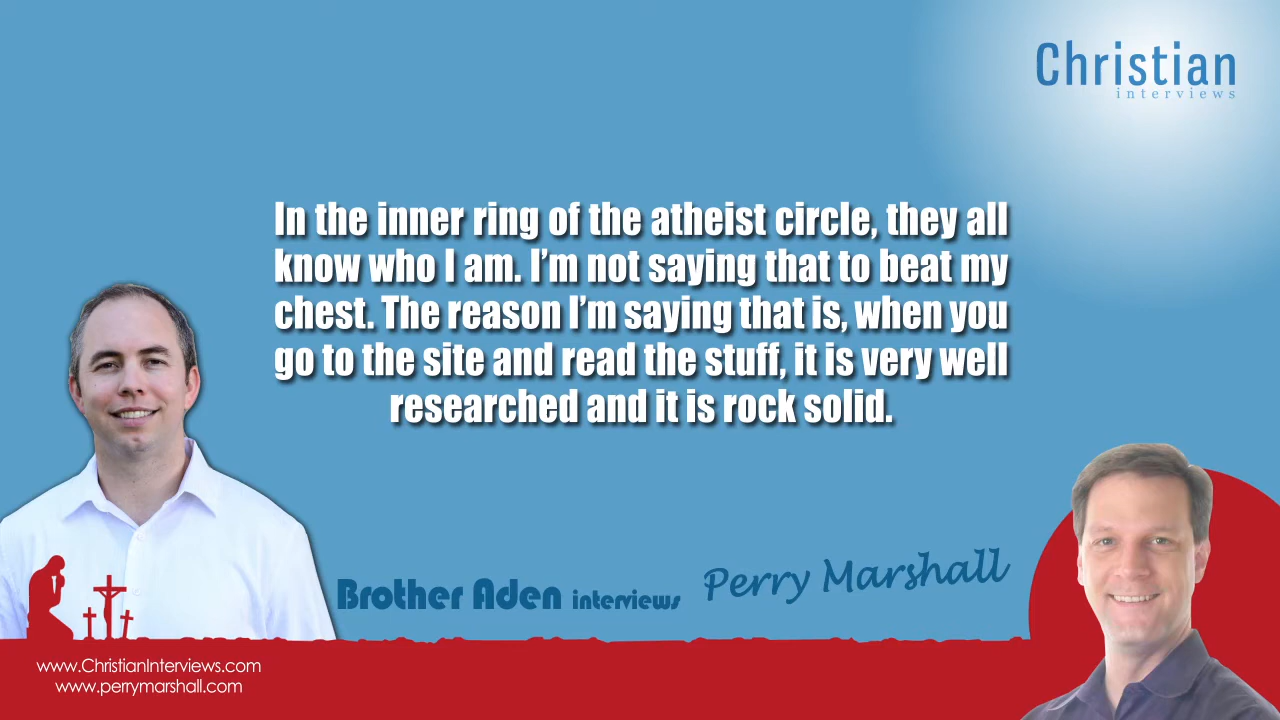 Christian
interviews
In the inner ring of the atheist circle, they all
know who I am. I’m not saying that to beat my
chest. The reason I’m saying that is, when you
go to the site and read the stuff, it is very well
researched and it is rock solid.
Brother Aden interviews Perry Marshall
www.ChristianInterviews.com
www.perrymarshall.com